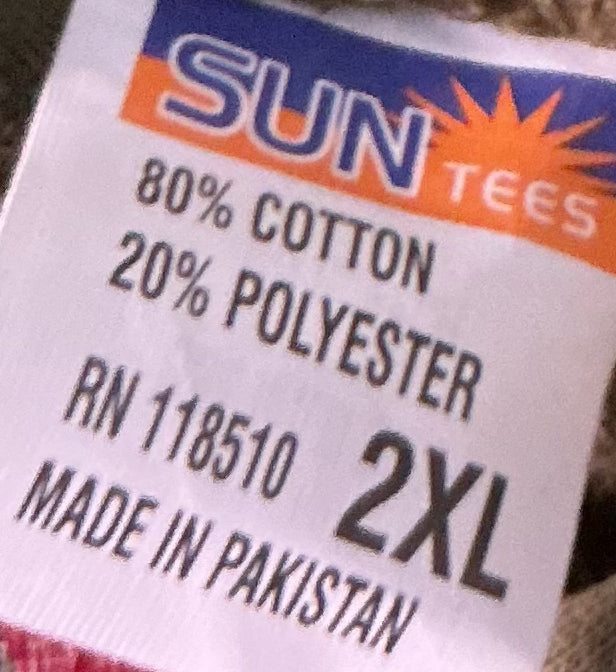 SUN TEES
80% COTTON
20% POLYESTER
RN 118510 2XL
MADE IN PAKISTAN